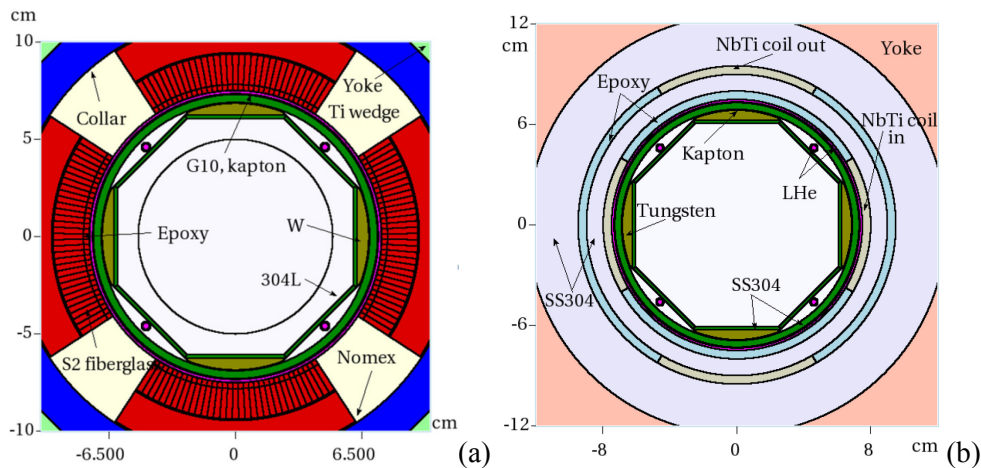 cm
10
5
0
-5
-10
-6.500
0
6.500
cm
Yoke
Ti wedge
Collar
G10, kapton
Epoxy
W
304L
S2 fiberglas
Nomex
(a)
12
cm
6
0
-6
-12
-8
0
8
cm
NbTi coil out
Yoke
Epoxy
NbTi coil
in
Kapton
LHe
Tungsten
SS304
SS304
(b)